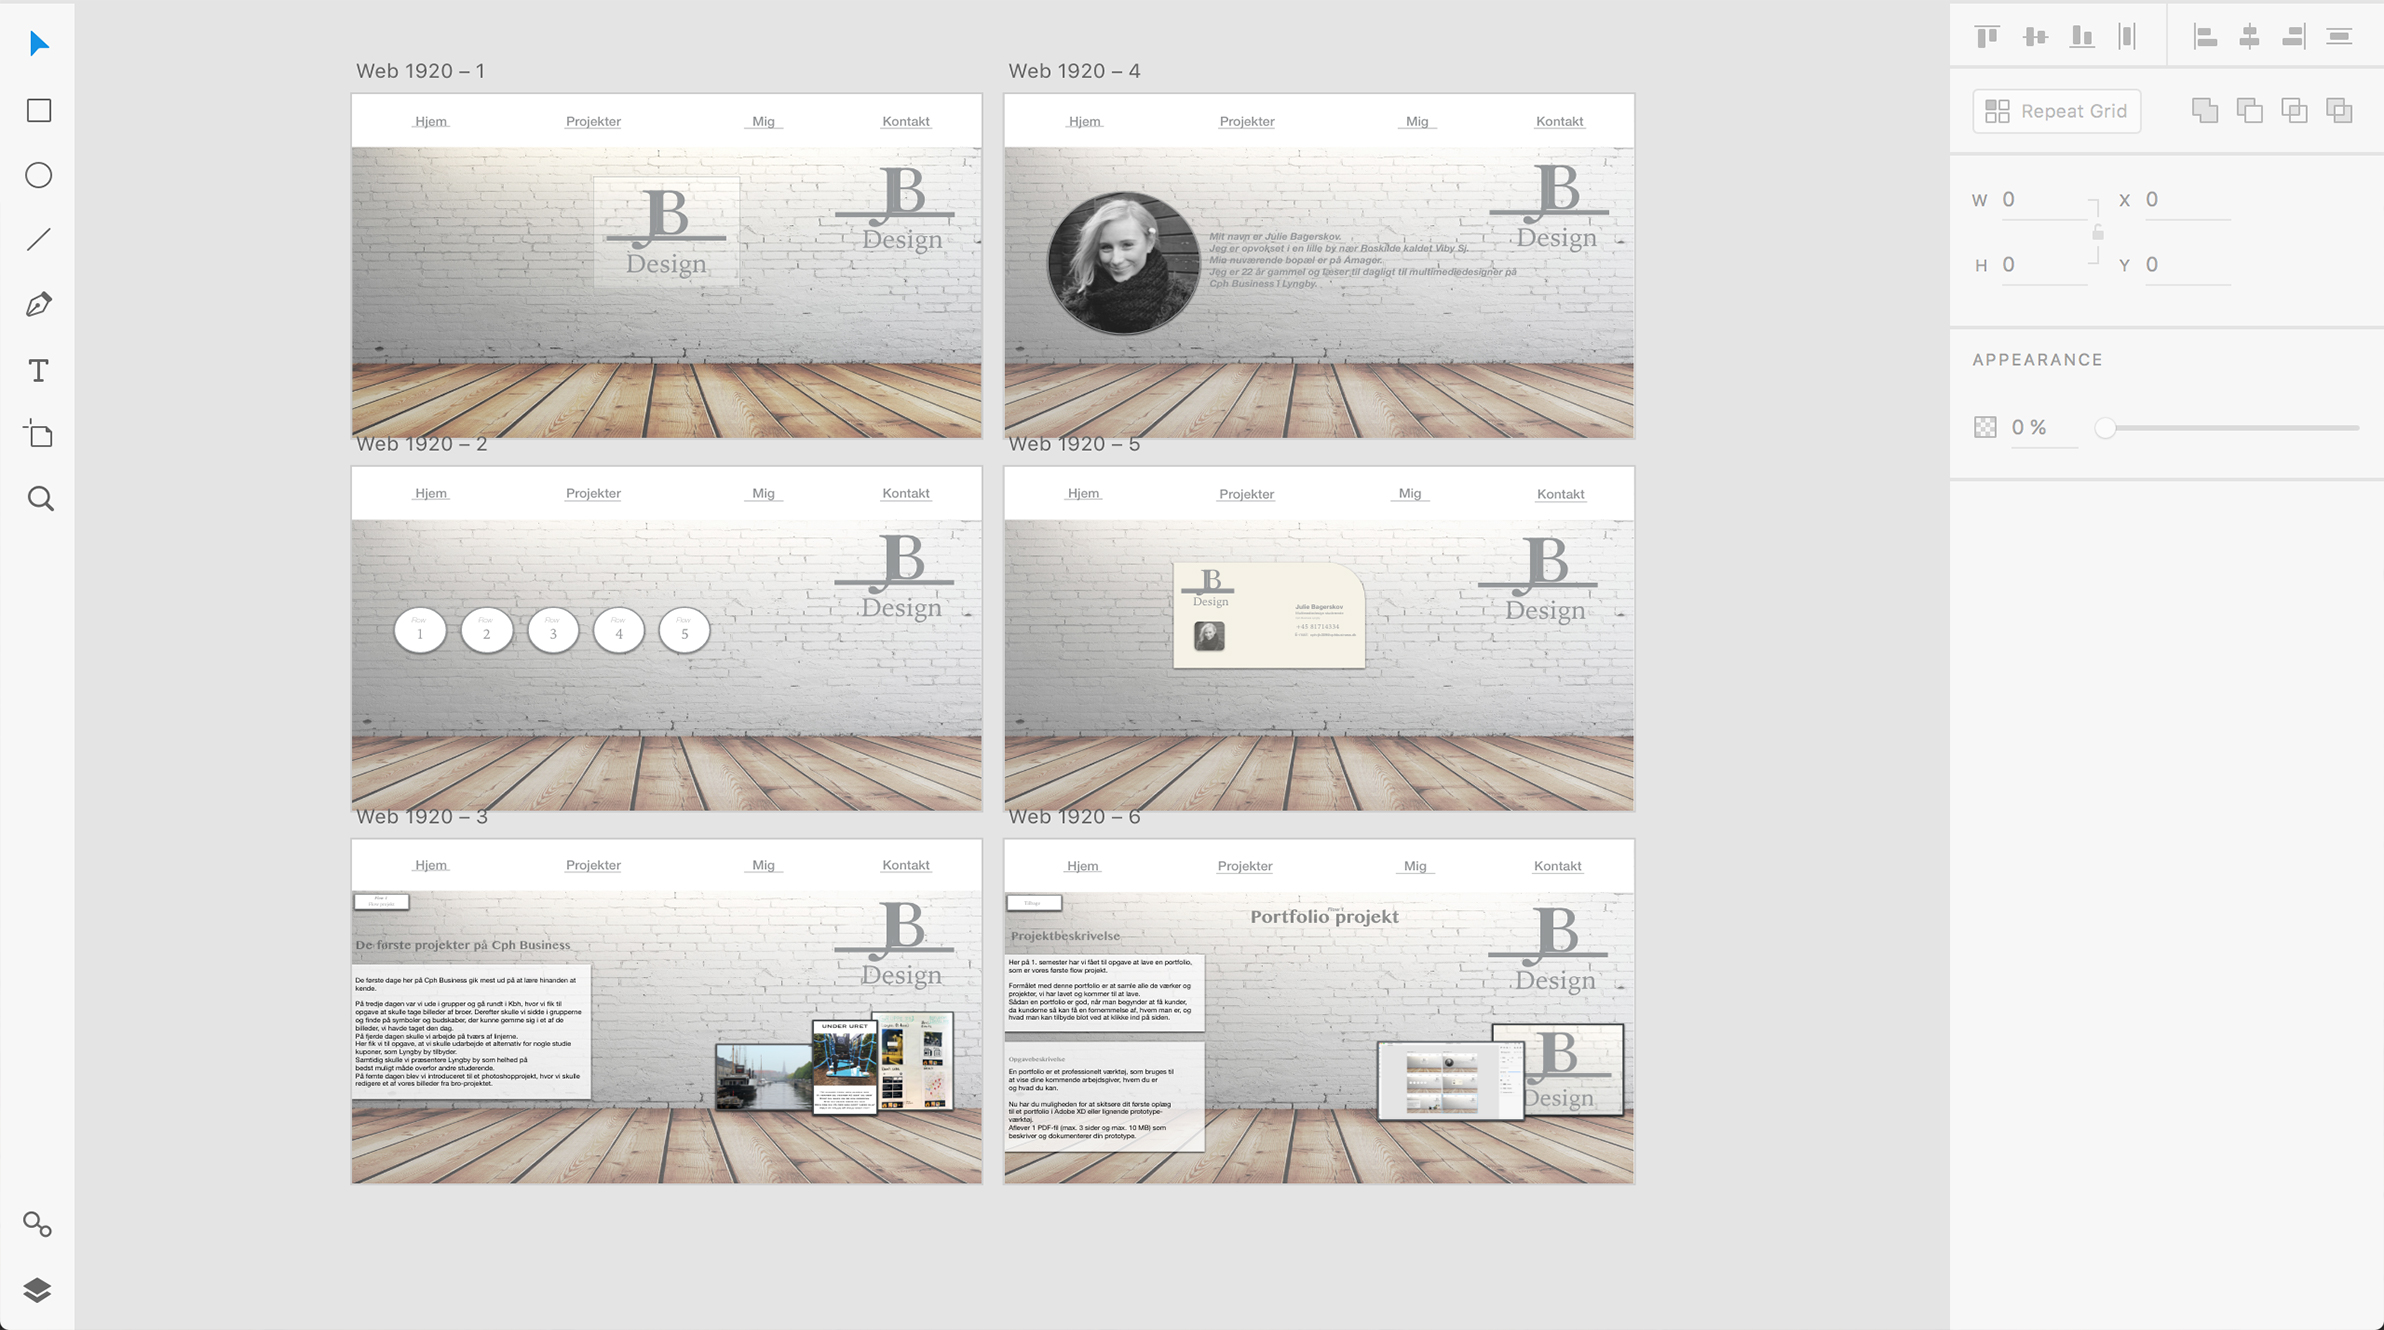 Web 1920 – 1
Hjem Projekter Mig Kontakt
JB
Design
JB
Design
Web 1920 – 4
Hjem Projekter Mig Kontakt
JB
Design
Mit navn er Julie Bagerskov.
Jeg er opvokset i en lille by nær Roskilde kaldet Viby Sj.
Min nuværende bopæl er på Amager.
Jeg er 22 år gammel og læser til dagligt til multimediedesigner på
Cph Business i Lyngby.
Web 1920 – 2
Hjem Projekter Mig Kontakt
JB
Design
Flow 1
Flow 2
Flow 3
Flow 4
Flow 5
Web 1920 – 5
Hjem Projekter Mig Kontakt
JB
Design
JB
Design
Julie Bagerskov
+45 81714334
Web 1920 – 3
Hjem Projekter Mig Kontakt
JB
Design
De første projekter på Cph Business
De første dage her på Cph Business gik mest ud på at lære hinanden at
kende.
På tredje dagen var vi ude i grupper og gå rundt i Kbh, hvor vi fik til
opgave at skulle tage billeder af broer. Derefter skulle vi sidde i grupperne
og finde på symboler og budskaber, der kunne gemme sig i et af de
billeder, vi havde taget den dag.
På fjerde dagen skulle vi arbejde på tværs af linjerne.
Her fik vi til opgave, at vi skulle udarbejde et alternativ for nogle studie
kuponer, som Lyngby by tilbyder.
Samtidig skulle vi præsentere Lyngby by som helhed på
bedst muligt måde overfor andre studerende.
På femte dagen blev vi introduceret til et photoshopprojekt, hvor vi skulle
redigere et af vores billeder fra bro-projektet.
UNDER URET
Web 1920 – 6
Hjem Projekter Mig Kontakt
Tilbage
Flow 1
Portfolio projekt
JB
Design
Projektbeskrivelse
Her på 1. semester har vi fået til opgave at lave en portfolio,
som er vores første flow projekt.
Formålet med denne portfolio er at samle alle de værker og
projekter, vi har lavet og kommer til at lave.
Sådan en portfolio er god, når man begynder at få kunder,
da kunderne så kan få en fornemmelse af, hvem man er, og
hvad man kan tilbyde blot ved at klikke ind på siden.
Opgavebeskrivelse
En portfolio er et professionelt værktøj, som bruges til
at vise dine kommende arbejdsgiver, hvem du er
og hvad du kan.
Nu har du muligheden for at skitsere dit første oplæg
til et portfolio i Adobe XD eller lignende prototype-
værktøj.
Aflever 1 PDF-fil (max. 3 sider og max. 10 MB) som
beskriver og dokumenterer din prototype.
JB
Design
Repeat Grid
W 0 X 0
H 0 Y 0
APPEARANCE
0 %